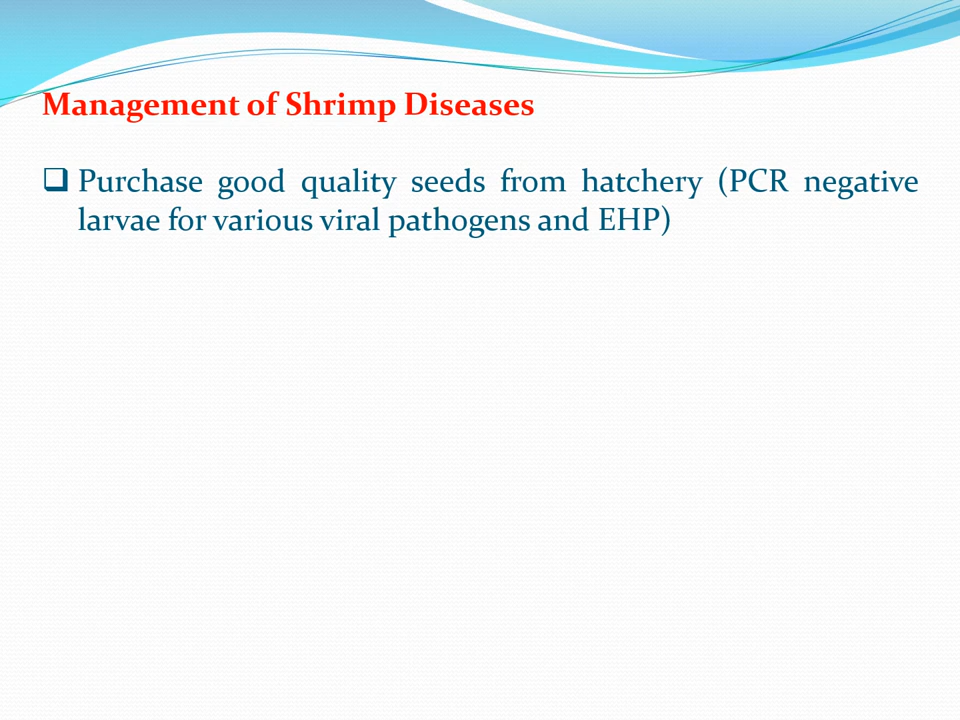 Management of Shrimp Diseases
❑ Purchase good quality seeds from hatchery (PCR negative
larvae for various viral pathogens and EHP)